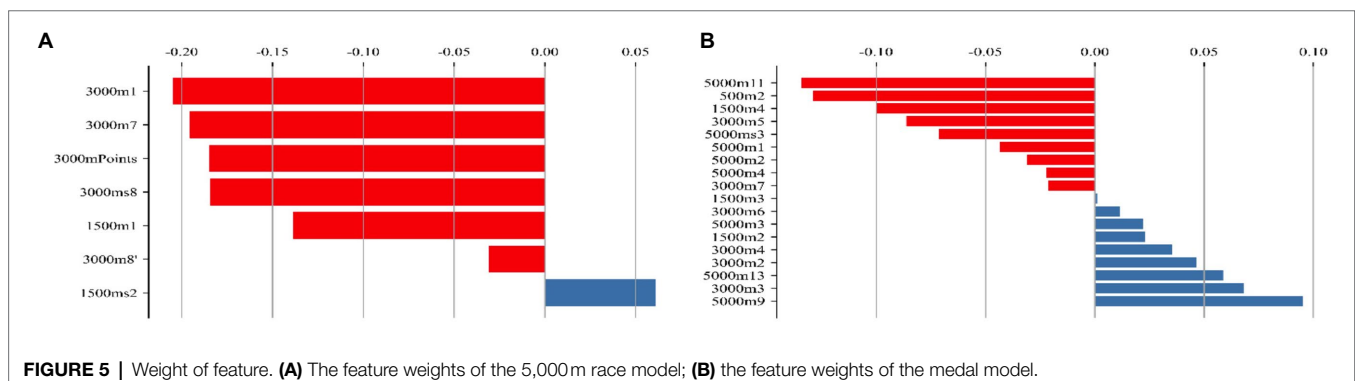 A
-0.20 -0.15 -0.10 -0.05 0.00 0.05
3000m1
3000m7
3000mPoints
3000ms8
1500m1
3000m8'
1500ms2
B
-0.10 -0.05 0.00 0.05 0.10
5000m11
500m2
1500m4
3000m5
5000ms3
5000m1
5000m2
5000m4
3000m7
1500m3
3000m6
5000m3
1500m2
3000m4
3000m2
5000m13
3000m3
5000m9
FIGURE 5 | Weight of feature. (A) The feature weights of the 5,000 m race model; (B) the feature weights of the medal model.